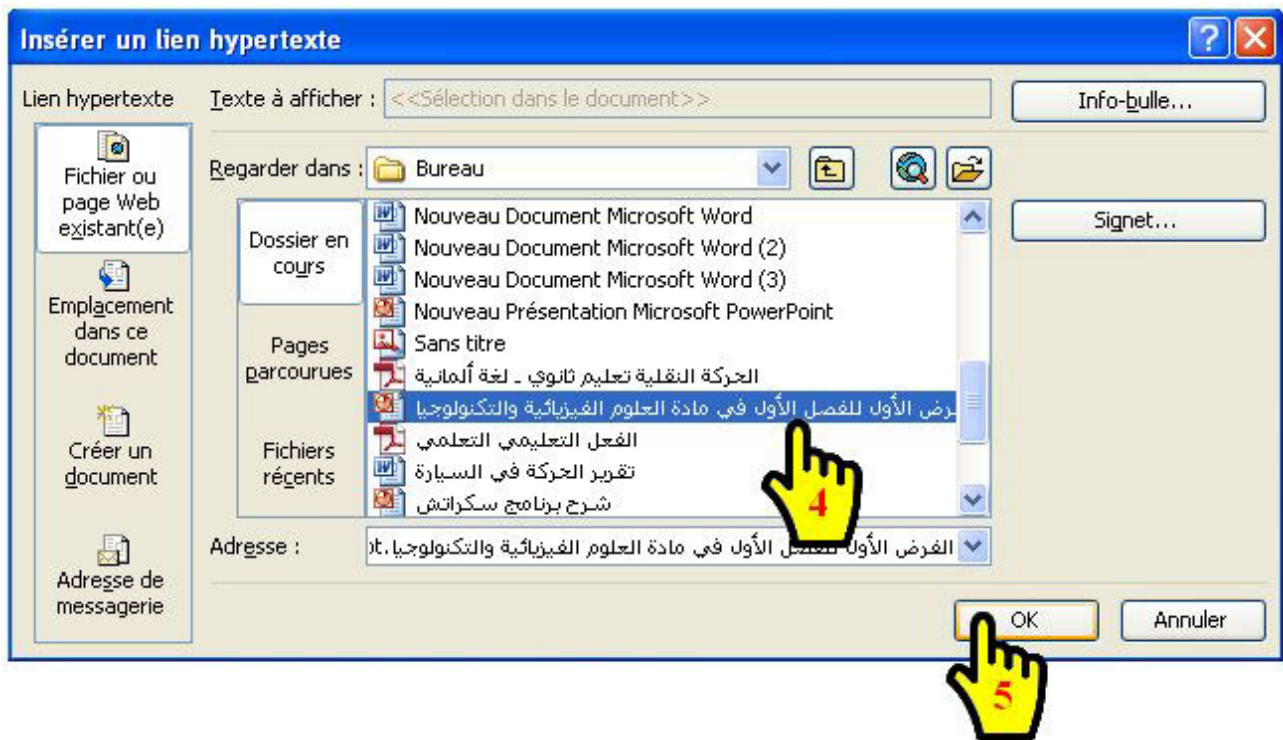 Insérer un lien hypertexte
Lien hypertexte
Texte à afficher : <<Sélection dans le document>>
Info-bulle...
Fichier ou
page Web
existant(e)
Emplacement
dans ce
document
Créer un
document
Adresse de
messagerie
Regarder dans : Bureau
Dossier en
cours
Pages
parcourues
Fichiers
récents
Nouveau Document Microsoft Word
Nouveau Document Microsoft Word (2)
Nouveau Document Microsoft Word (3)
Nouveau Présentation Microsoft PowerPoint
Sans titre
الحركة النقلية تعليم ثانوي - لغة ألمانية
رض الأول للفصل الأول في مادة العلوم الفيزيائية والتكنولوجيا
الفعل التعليمي التعلمي
تقرير الحركة في السيارة
شرح برنامج سكراتش
Signet...
Adresse :
الفرض الأول للفصل الأول في مادة العلوم الفيزيائية والتكنولوجيا.
OK
Annuler
4
5